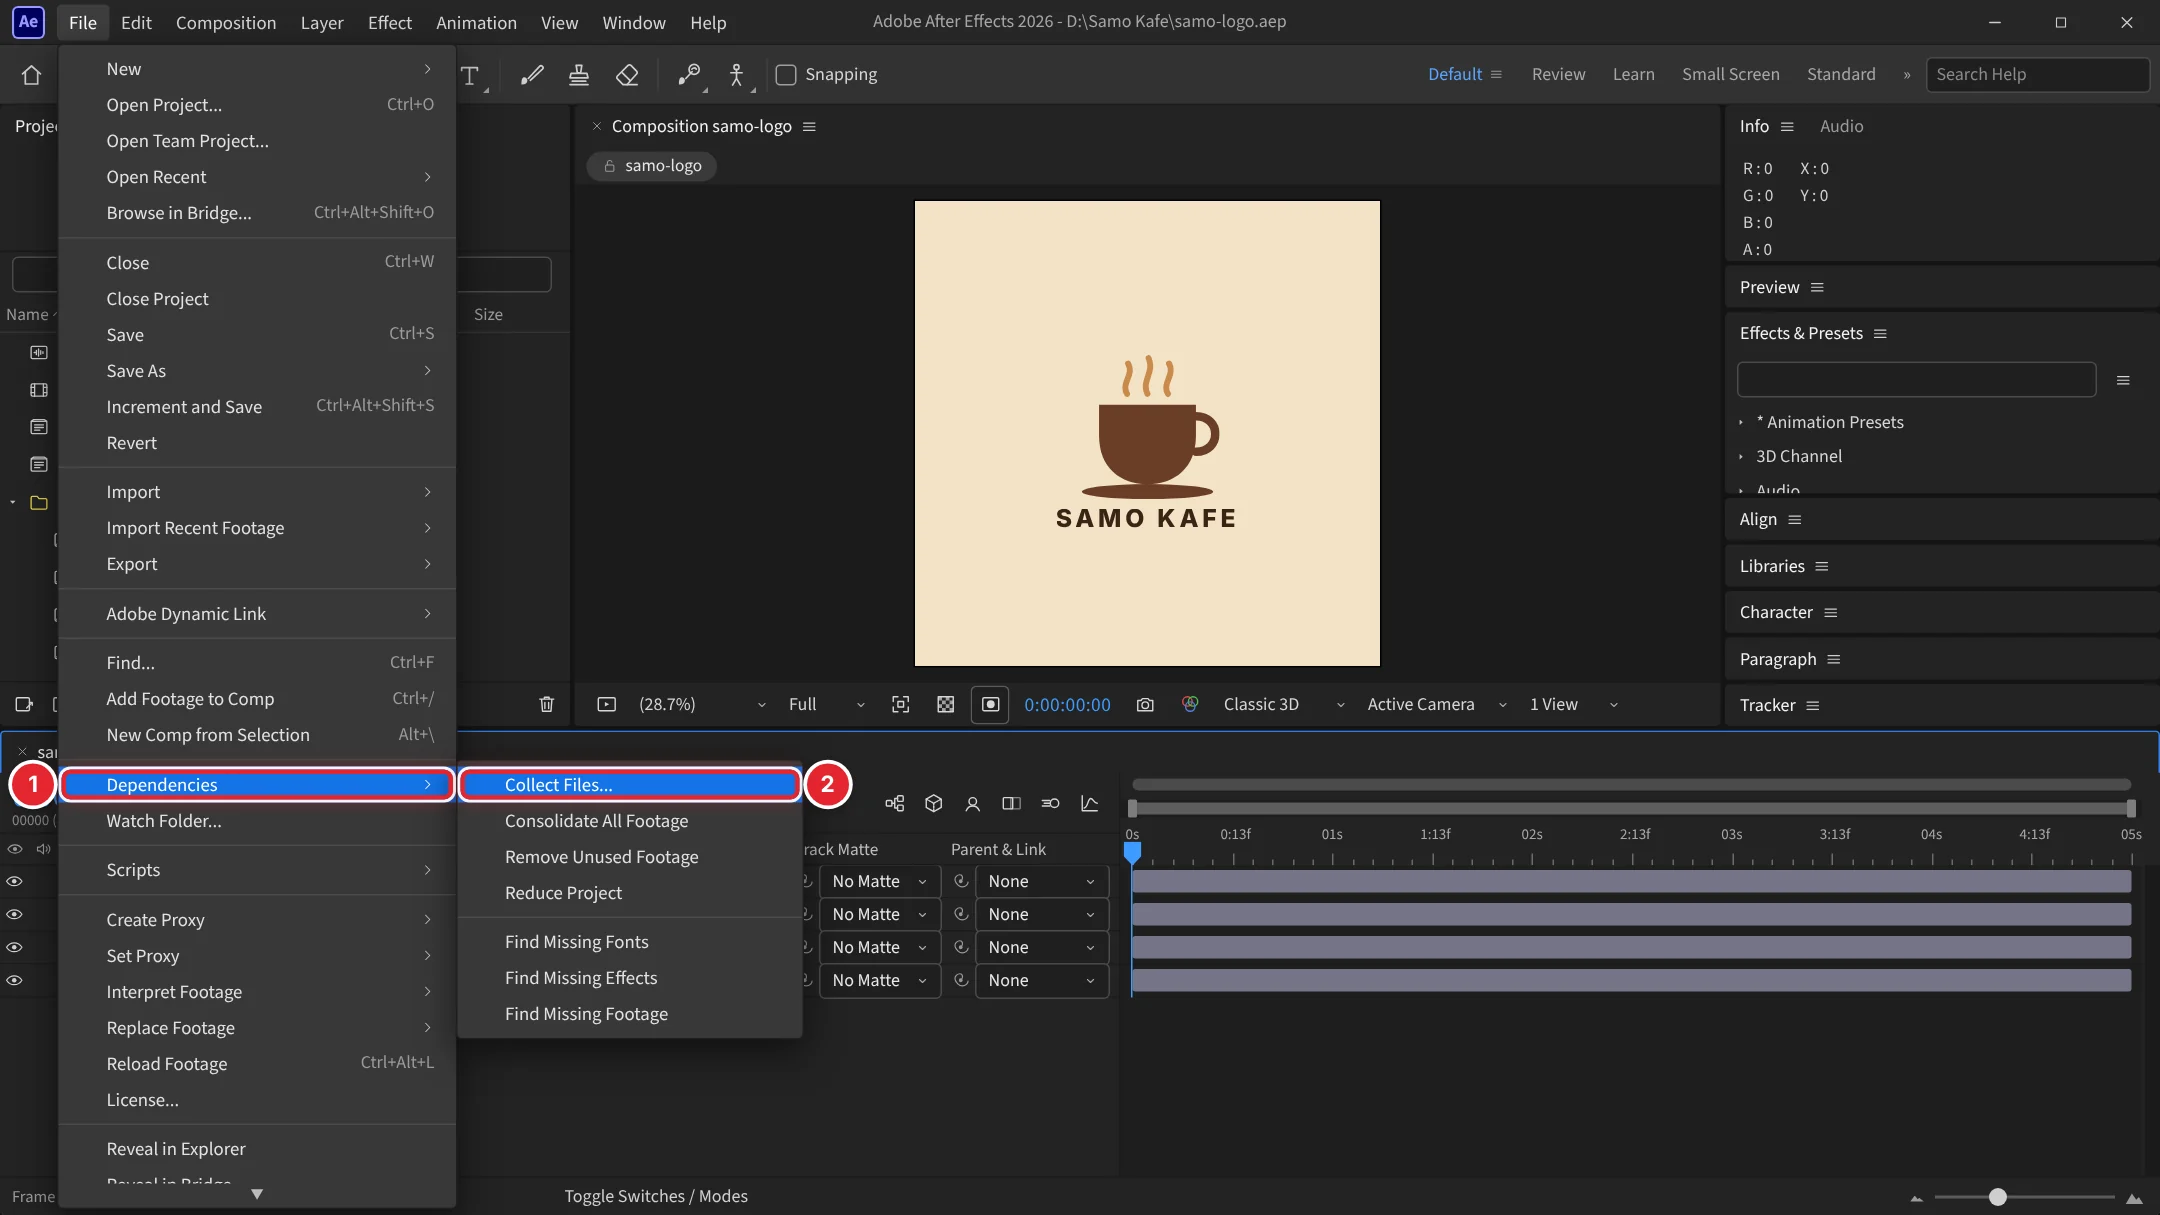 Ae File Edit Composition Layer Effect Animation View Window Help Adobe After Effects 2026 - D:\Samo Kafe\samo-logo.aep
T Snapping Default Review Learn Small Screen Standard » Search Help
New
Open Project... Ctrl+O
Open Team Project...
Open Recent
Browse in Bridge... Ctrl+Alt+Shift+O
Close Ctrl+W
Close Project
Save Ctrl+S
Save As
Increment and Save Ctrl+Alt+Shift+S
Revert
Import
Import Recent Footage
Export
Adobe Dynamic Link
Find... Ctrl+F
Add Footage to Comp Ctrl+/
New Comp from Selection Alt+\
1 Dependencies
Watch Folder...
Scripts
Create Proxy
Set Proxy
Interpret Footage
Replace Footage
Reload Footage Ctrl+Alt+L
License...
Reveal in Explorer
Reveal in Bridge
Collect Files... 2
Consolidate All Footage
Remove Unused Footage
Reduce Project
Find Missing Fonts
Find Missing Effects
Find Missing Footage
Name Size
Composition samo-logo
samo-logo
SAMO KAFE
(28.7%) Full 0:00:00:00 Classic 3D Active Camera 1 View
Info Audio
R: 0 X: 0
G: 0 Y: 0
B: 0
A: 0
Preview
Effects & Presets
* Animation Presets
3D Channel
Audio
Align
Libraries
Character
Paragraph
Tracker
00000
0s 0:13f 01s 1:13f 02s 2:13f 03s 3:13f 04s 4:13f 05s
rack Matte Parent & Link
No Matte None
No Matte None
No Matte None
No Matte None
Frame Toggle Switches / Modes